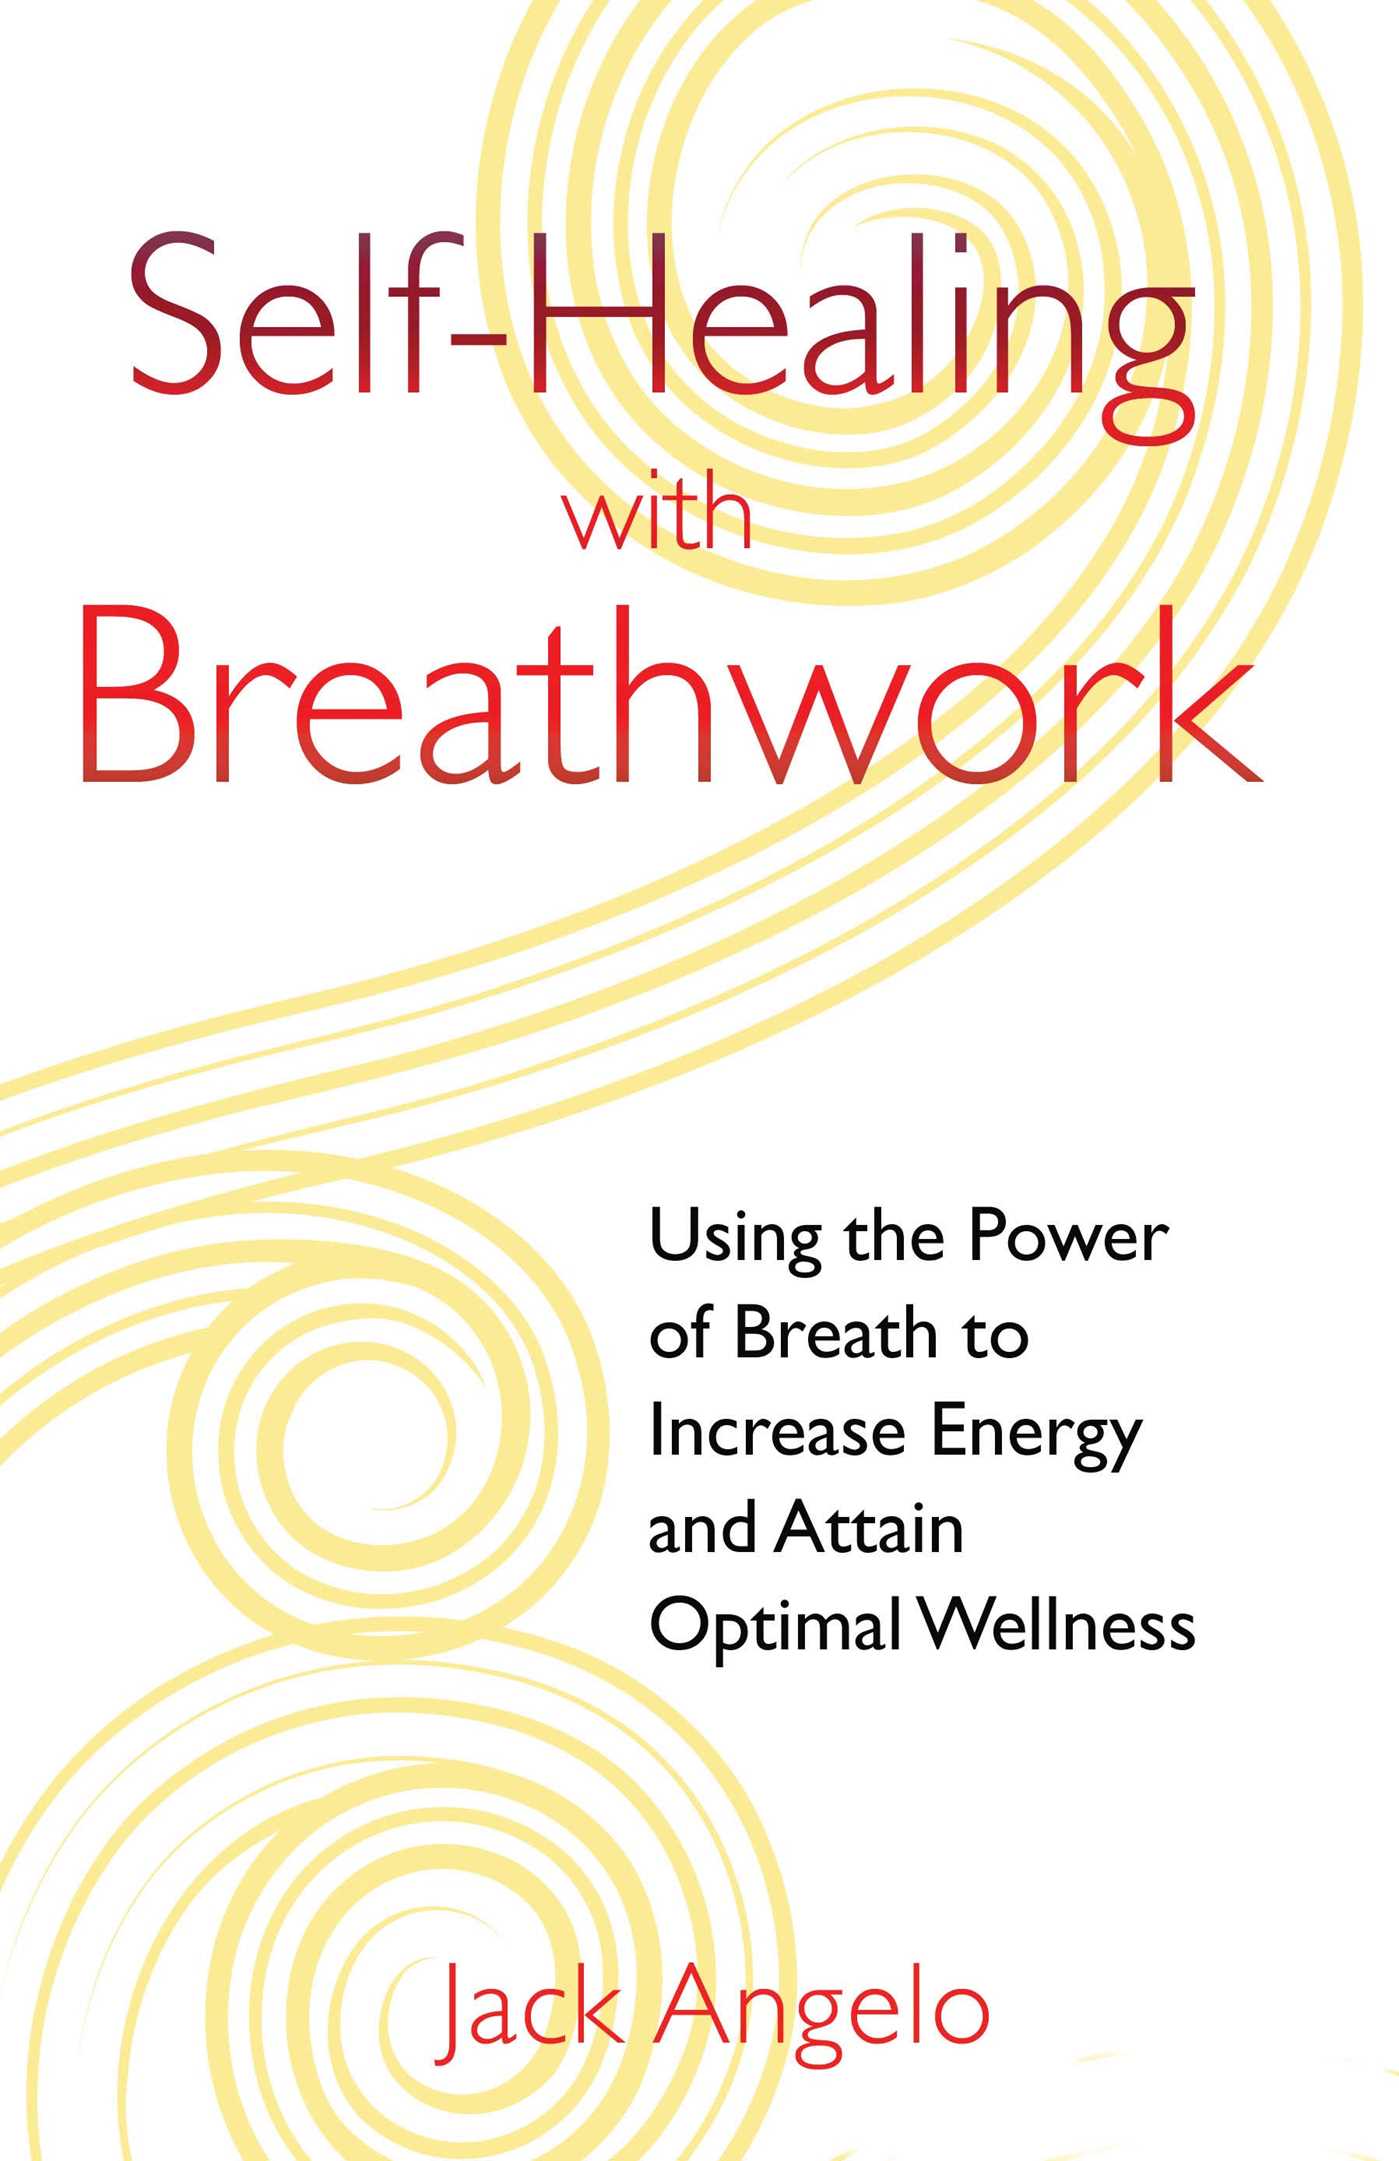 Self-Healing
with
Breathwork
Using the Power
of Breath to
Increase Energy
and Attain
Optimal Wellness
Jack Angelo